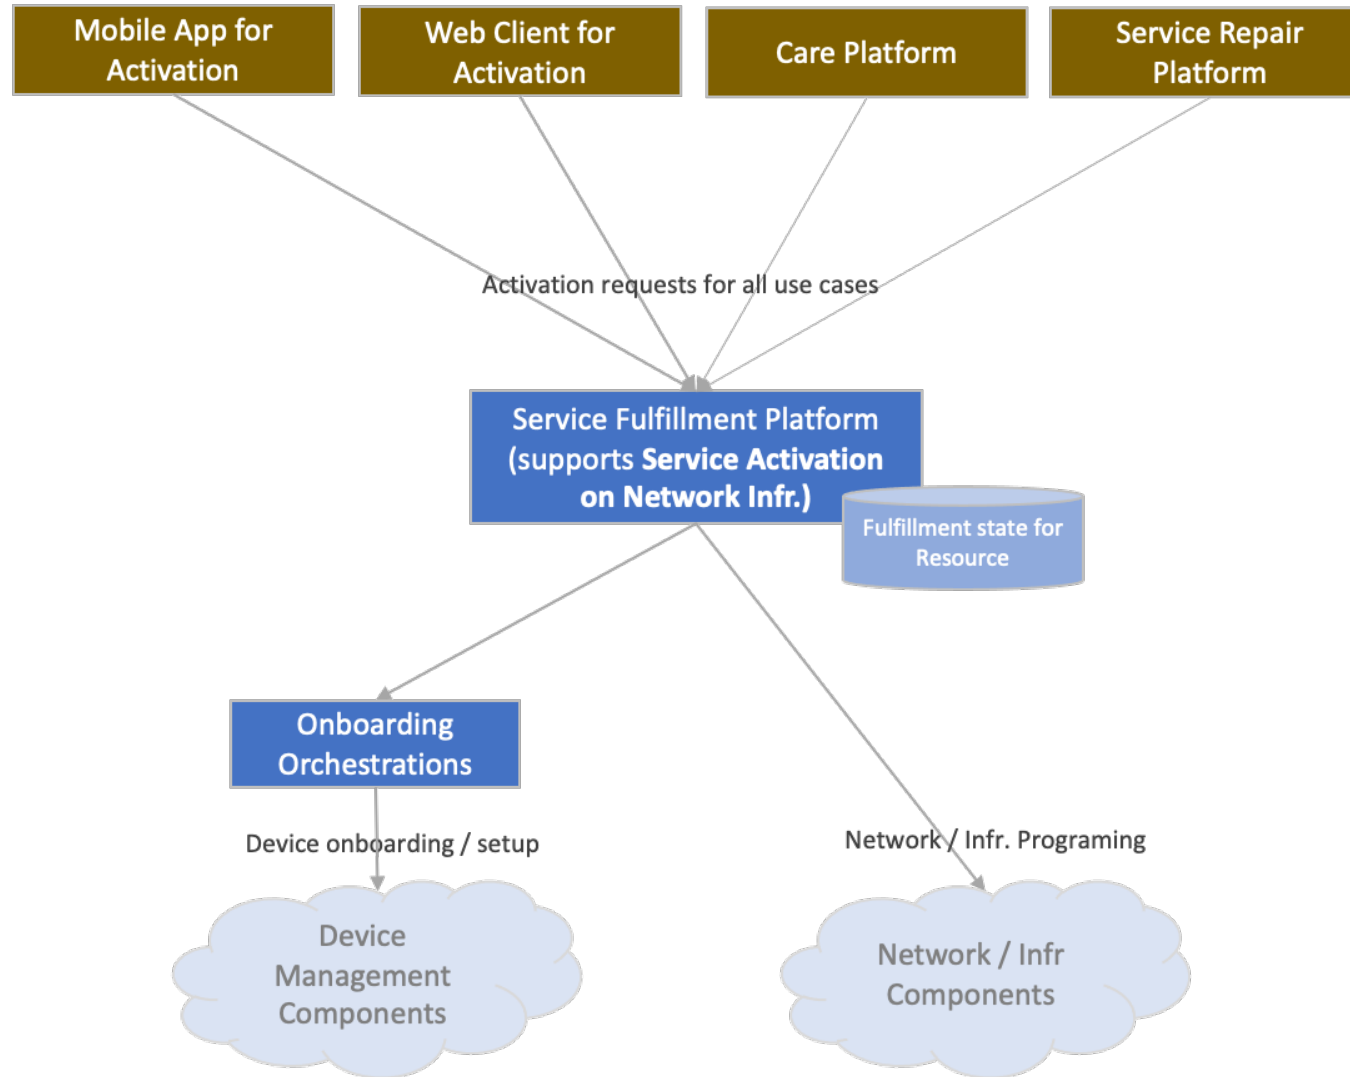 Mobile App for
Activation
Web Client for
Activation
Care Platform
Service Repair
Platform
Activation requests for all use cases
Service Fulfillment Platform
(supports Service Activation
on Network Infr.)
Fulfillment state for
Resource
Onboarding
Orchestrations
Device onboarding / setup
Network / Infr. Programing
Device
Management
Components
Network / Infr
Components